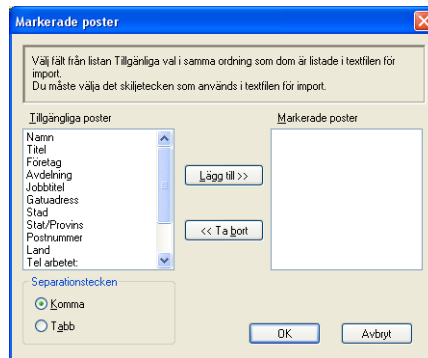 Markerade poster
Välj fält från listan Tillgänliga val i samma ordning som dom är listade i textfilen för
import.
Du måste välja det skiljetecken som används i textfilen för import.
Tillgängliga poster
Markerade poster
Namn
Titel
Företag
Avdelning
Jobbtitel
Gatuadress
Stad
Stat/Provins
Postnummer
Land
Tel arbetet:
Lägg till >>
<< Ta bort
Separationstecken
Komma
Tabb
OK
Avbryt